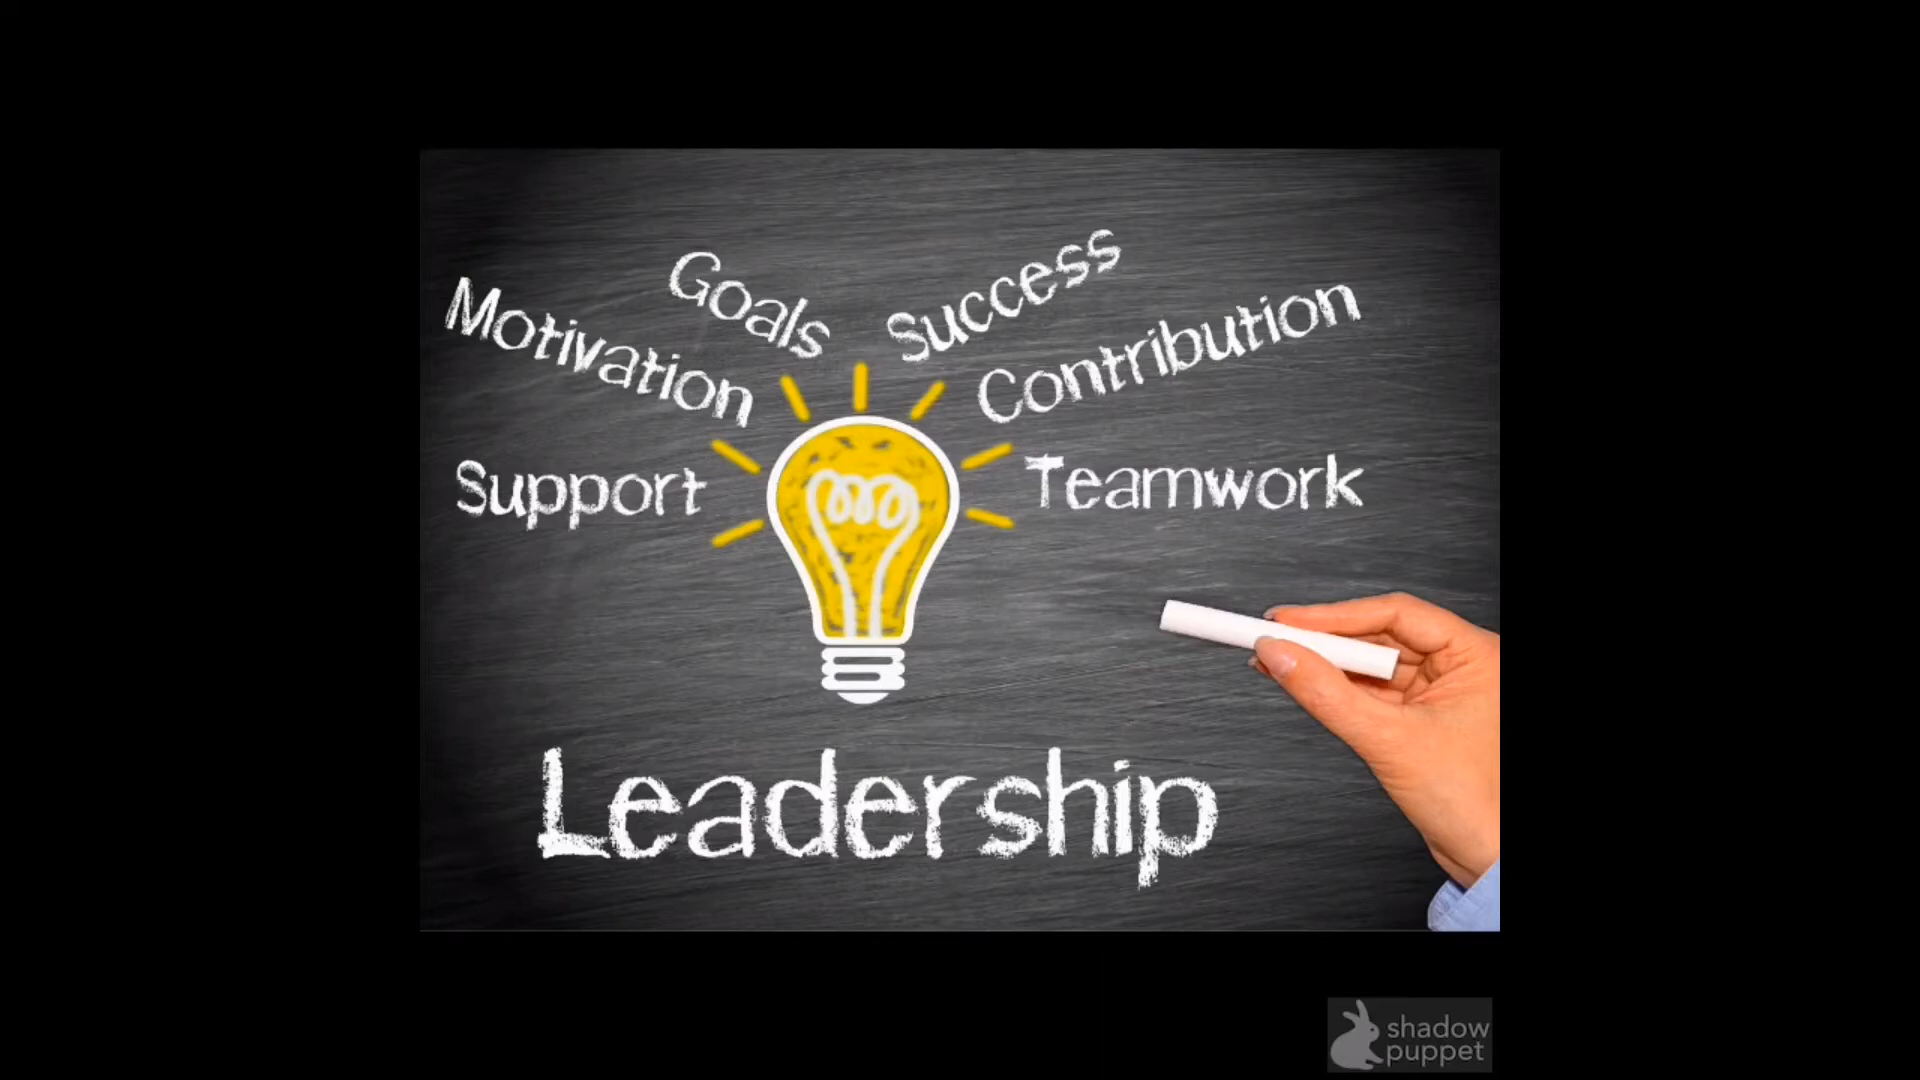 Goals
Success
Motivation
Contribution
Support
Teamwork
Leadership
shadow
puppet